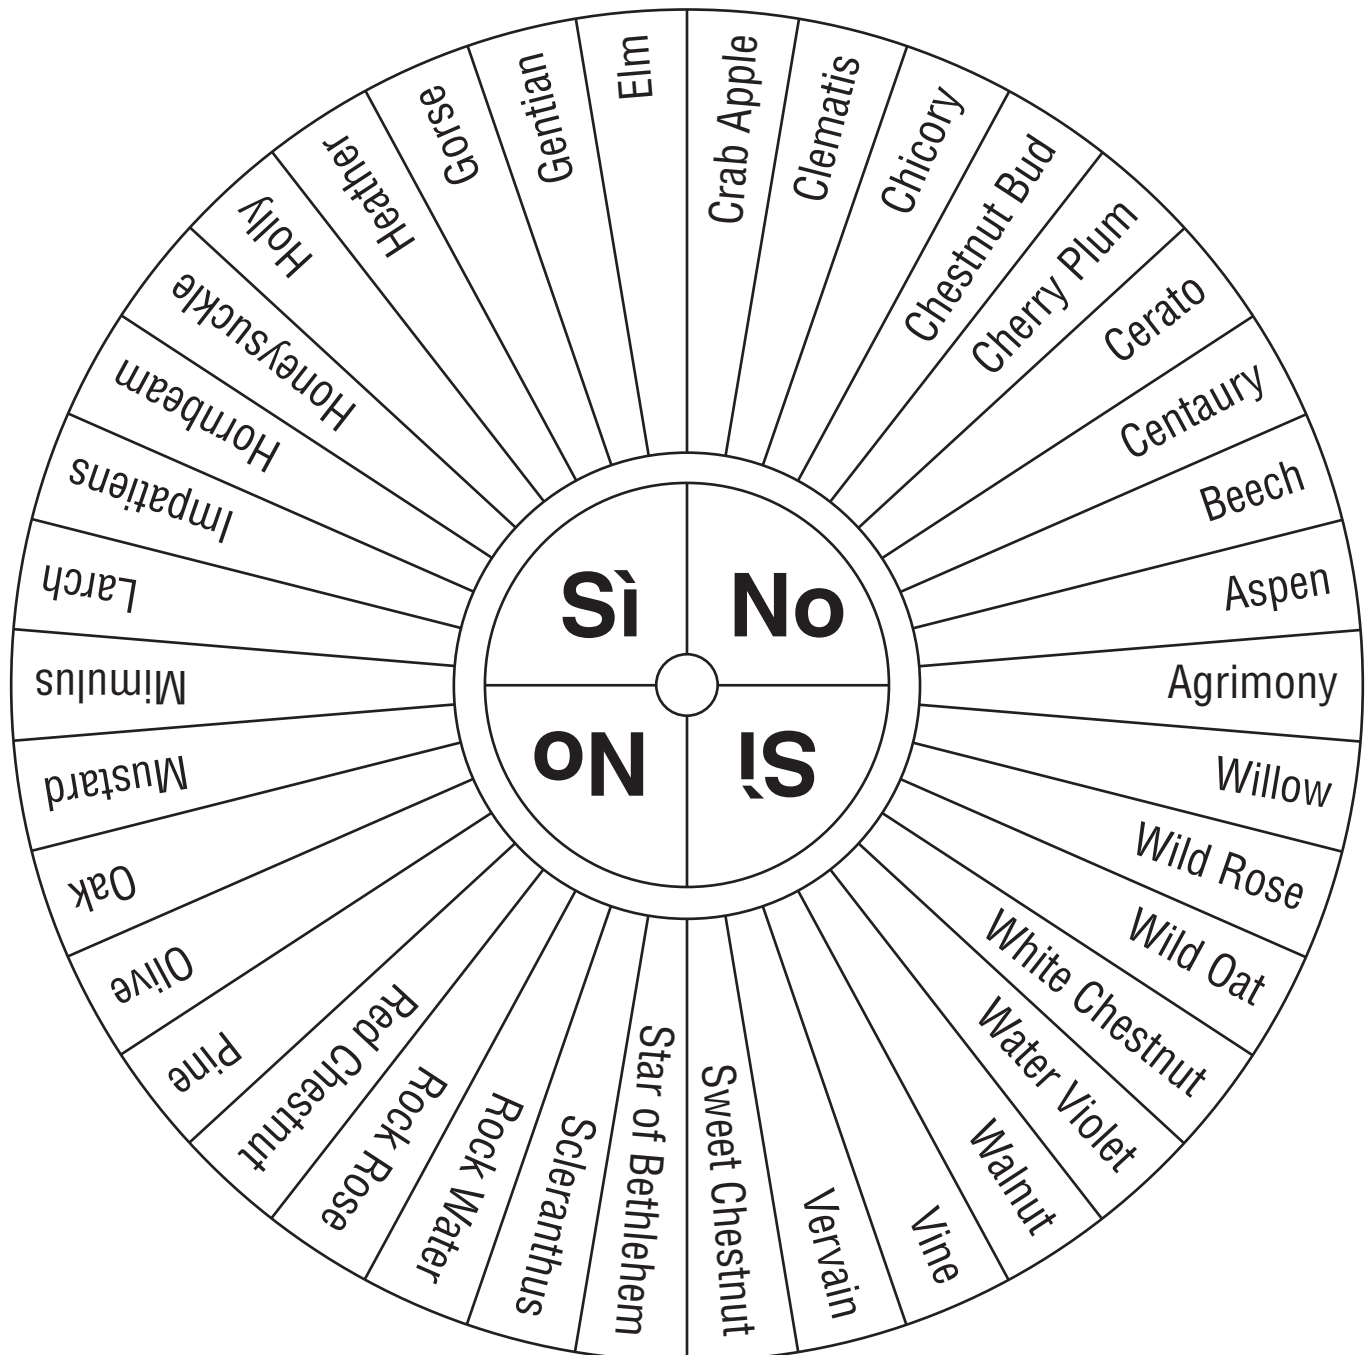 Agrimony
Aspen
Beech
Centaury
Cerato
Cherry Plum
Chestnut Bud
Chicory
Clematis
Crab Apple
Elm
Gentian
Gorse
Heather
Holly
Honeysuckle
Hornbeam
Impatiens
Larch
Mimulus
Mustard
Oak
Olive
Pine
Red Chestnut
Rock Rose
Rock Water
Scleranthus
Star of Bethlehem
Sweet Chestnut
Vervain
Vine
Walnut
Water Violet
White Chestnut
Wild Oat
Wild Rose
Willow
Sì
No
No
Sì